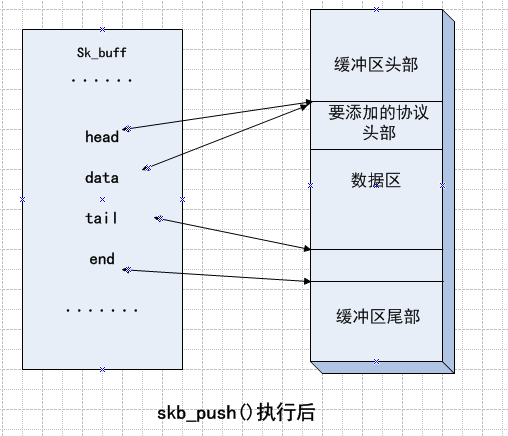 Sk_buff
......
head
data
tail
end
.......
缓冲区头部
要添加的协议
头部
数据区
缓冲区尾部
skb_push()执行后